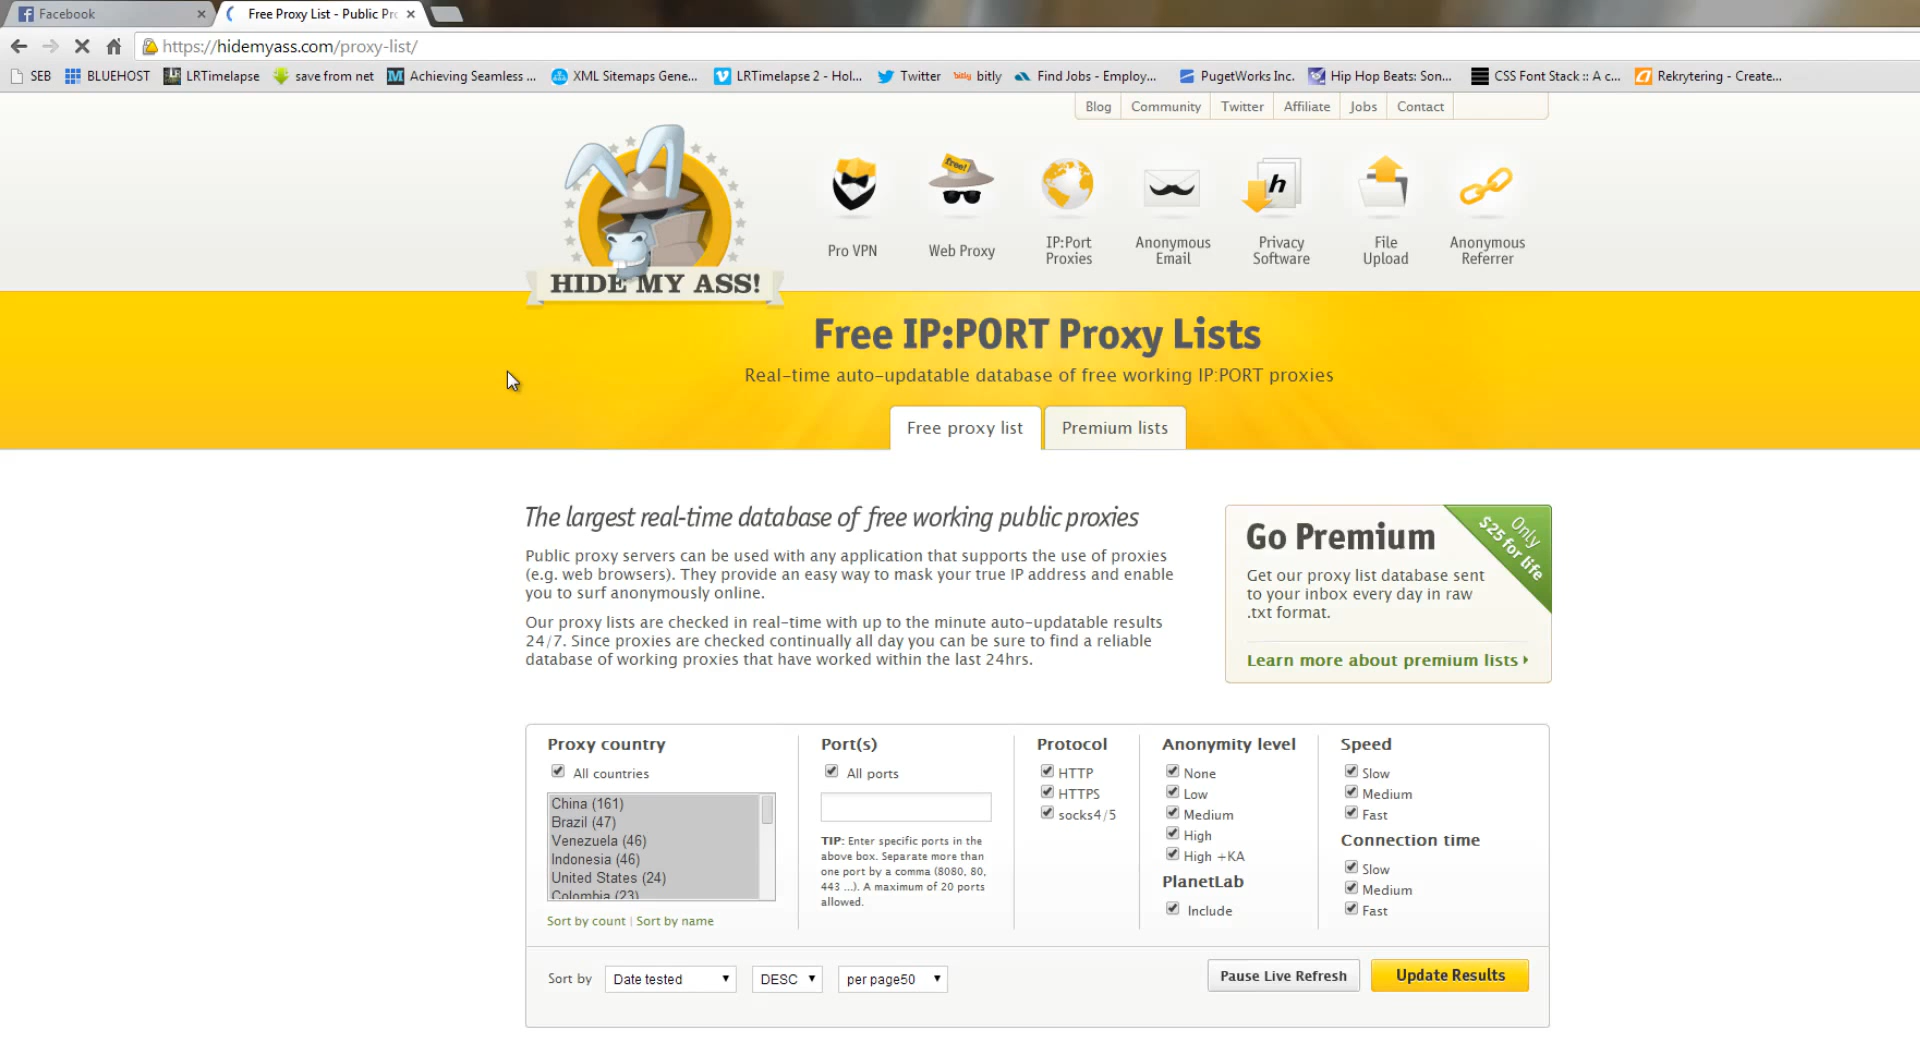 Facebook
Free Proxy List - Public Pr
https://hidemyass.com/proxy-list/
SEB BLUEHOST LRTimelapse save from net Achieving Seamless ... XML Sitemaps Gene... LRTimelapse 2 - Hol... Twitter bitly bitly Find Jobs - Employ... PugetWorks Inc. Hip Hop Beats: Son... CSS Font Stack :: A c... Rekrytering - Create...
Blog Community Twitter Affiliate Jobs Contact
free!
h
Pro VPN
Web Proxy
IP:Port
Proxies
Anonymous
Email
Privacy
Software
File
Upload
Anonymous
Referrer
HIDE MY ASS!
Free IP:PORT Proxy Lists
Real-time auto-updatable database of free working IP:PORT proxies
Free proxy list
Premium lists
The largest real-time database of free working public proxies
Public proxy servers can be used with any application that supports the use of proxies
(e.g. web browsers). They provide an easy way to mask your true IP address and enable
you to surf anonymously online.
Our proxy lists are checked in real-time with up to the minute auto-updatable results
24/7. Since proxies are checked continually all day you can be sure to find a reliable
database of working proxies that have worked within the last 24hrs.
Go Premium
Only
$25 for life
Get our proxy list database sent
to your inbox every day in raw
.txt format.
Learn more about premium lists
Proxy country
All countries
China (161)
Brazil (47)
Venezuela (46)
Indonesia (46)
United States (24)
Colombia (23)
Sort by count | Sort by name
Port(s)
All ports
TIP: Enter specific ports in the
above box. Separate more than
one port by a comma (8080, 80,
443 ...). A maximum of 20 ports
allowed.
Protocol
HTTP
HTTPS
socks4/5
Anonymity level
None
Low
Medium
High
High +KA
PlanetLab
Include
Speed
Slow
Medium
Fast
Connection time
Slow
Medium
Fast
Sort by Date tested DESC per page50
Pause Live Refresh
Update Results